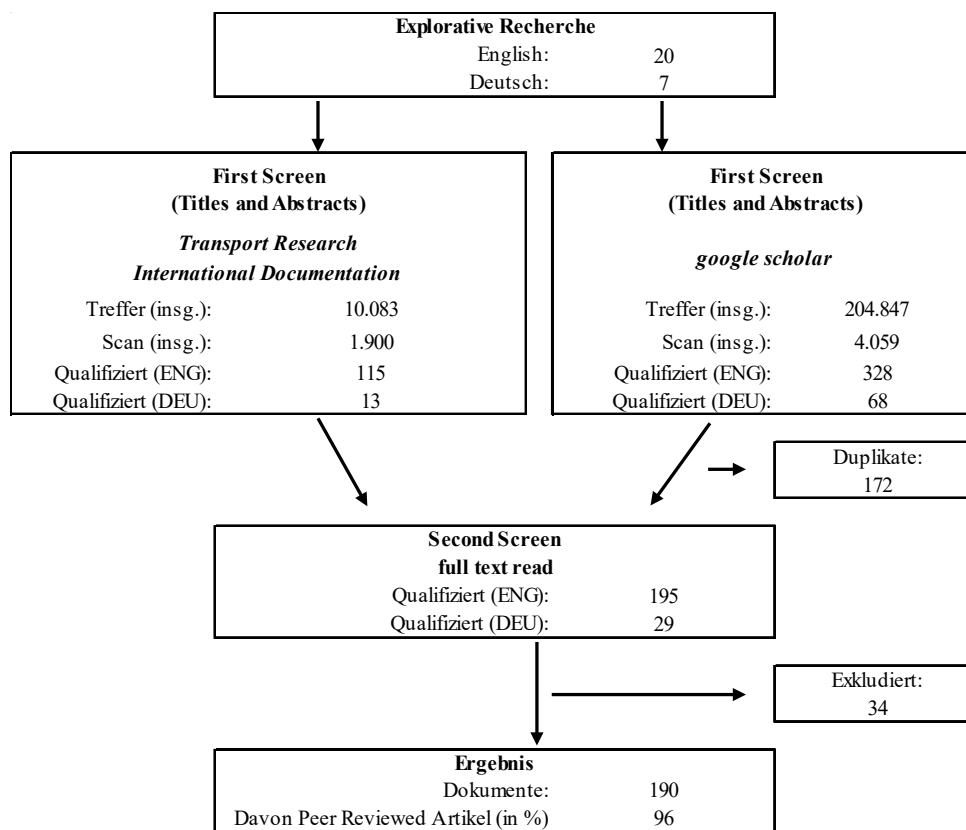 Explorative Recherche
English: 20
Deutsch: 7
First Screen
(Titles and Abstracts)
Transport Research
International Documentation
Treffer (insg.): 10.083
Scan (insg.): 1.900
Qualifiziert (ENG): 115
Qualifiziert (DEU): 13
First Screen
(Titles and Abstracts)
google scholar
Treffer (insg.): 204.847
Scan (insg.): 4.059
Qualifiziert (ENG): 328
Qualifiziert (DEU): 68
Duplikate:
172
Second Screen
full text read
Qualifiziert (ENG): 195
Qualifiziert (DEU): 29
Exkludiert:
34
Ergebnis
Dokumente: 190
Davon Peer Reviewed Artikel (in %) 96